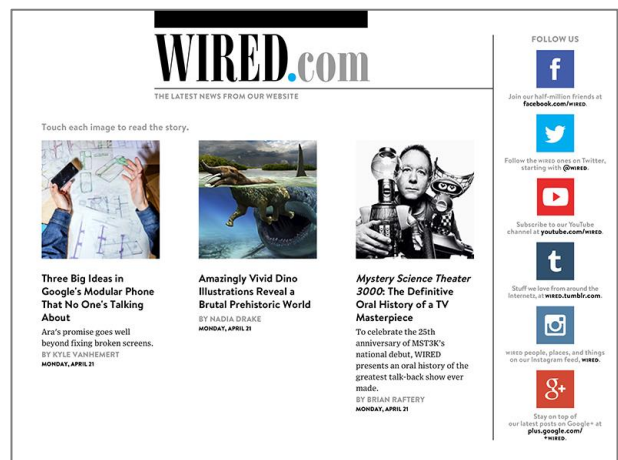 WIRED.com
THE LATEST NEWS FROM OUR WEBSITE
Touch each image to read the story.
Three Big Ideas in
Google's Modular Phone
That No One's Talking
About
Ara's promise goes well
beyond fixing broken screens.
BY KYLE VANHEMERT
MONDAY, APRIL 21
Amazingly Vivid Dino
Illustrations Reveal a
Brutal Prehistoric World
BY NADIA DRAKE
MONDAY, APRIL 21
Mystery Science Theater
3000: The Definitive
Oral History of a TV
Masterpiece
To celebrate the 25th
anniversary of MST3K's
national debut, WIRED
presents an oral history of the
greatest talk-back show ever
made.
BY BRIAN RAFTERY
MONDAY, APRIL 21
FOLLOW US
f
Join our half-million friends at
facebook.com/WIRED.
Follow the WIRED ones on Twitter,
starting with @WIRED.
Subscribe to our YouTube
channel at youtube.com/WIRED.
t
Stuff we love from around the
Internetz, at WIRED.tumblr.com.
WIRED people, places, and things
on our Instagram feed, WIRED.
g+
Stay on top of
our latest posts on Google+ at
plus.google.com/
+WIRED.